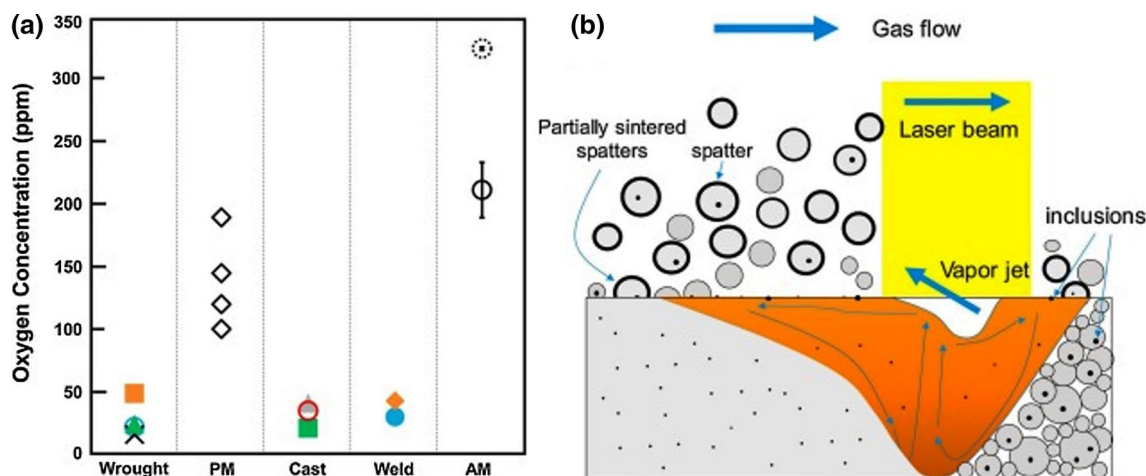 (a)
Oxygen Concentration (ppm)
350
300
250
200
150
100
50
0
Wrought
PM
Cast
Weld
AM
(b)
Gas flow
Partially sintered
spatters
spatter
Laser beam
inclusions
Vapor jet